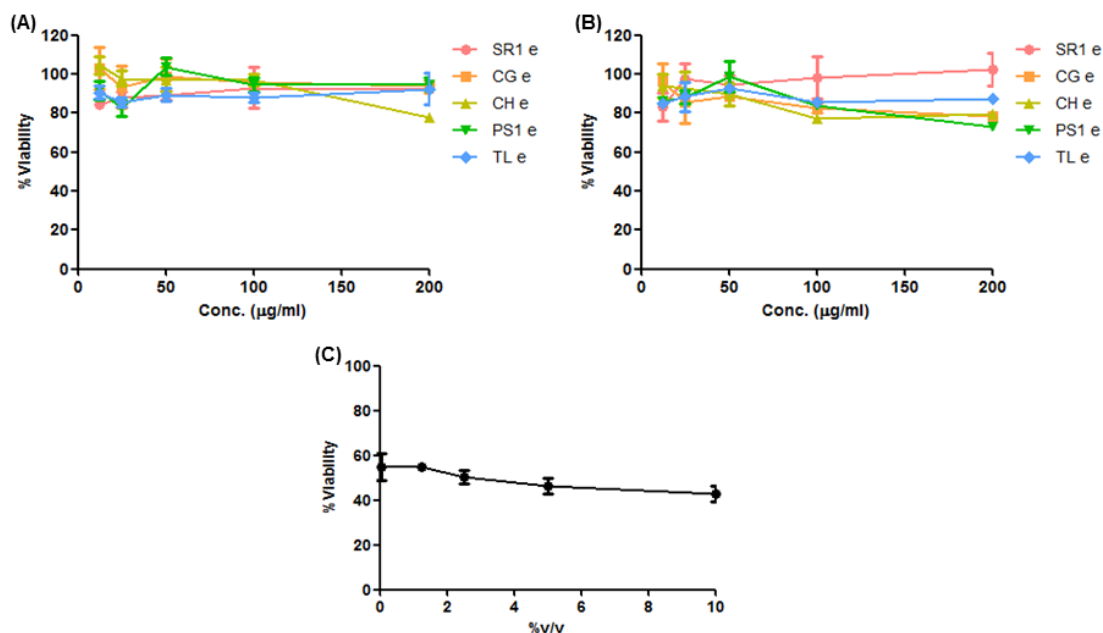 (A)
120
100
80
60
40
20
0
% Viability
0 50 100 150 200
Conc. (µg/ml)
SR1 e
CG e
CH e
PS1 e
TL e
(B)
120
100
80
60
40
20
0
% Viability
0 50 100 150 200
Conc. (µg/ml)
SR1 e
CG e
CH e
PS1 e
TL e
(C)
100
80
60
40
20
0
% Viability
0 2 4 6 8 10
%v/v